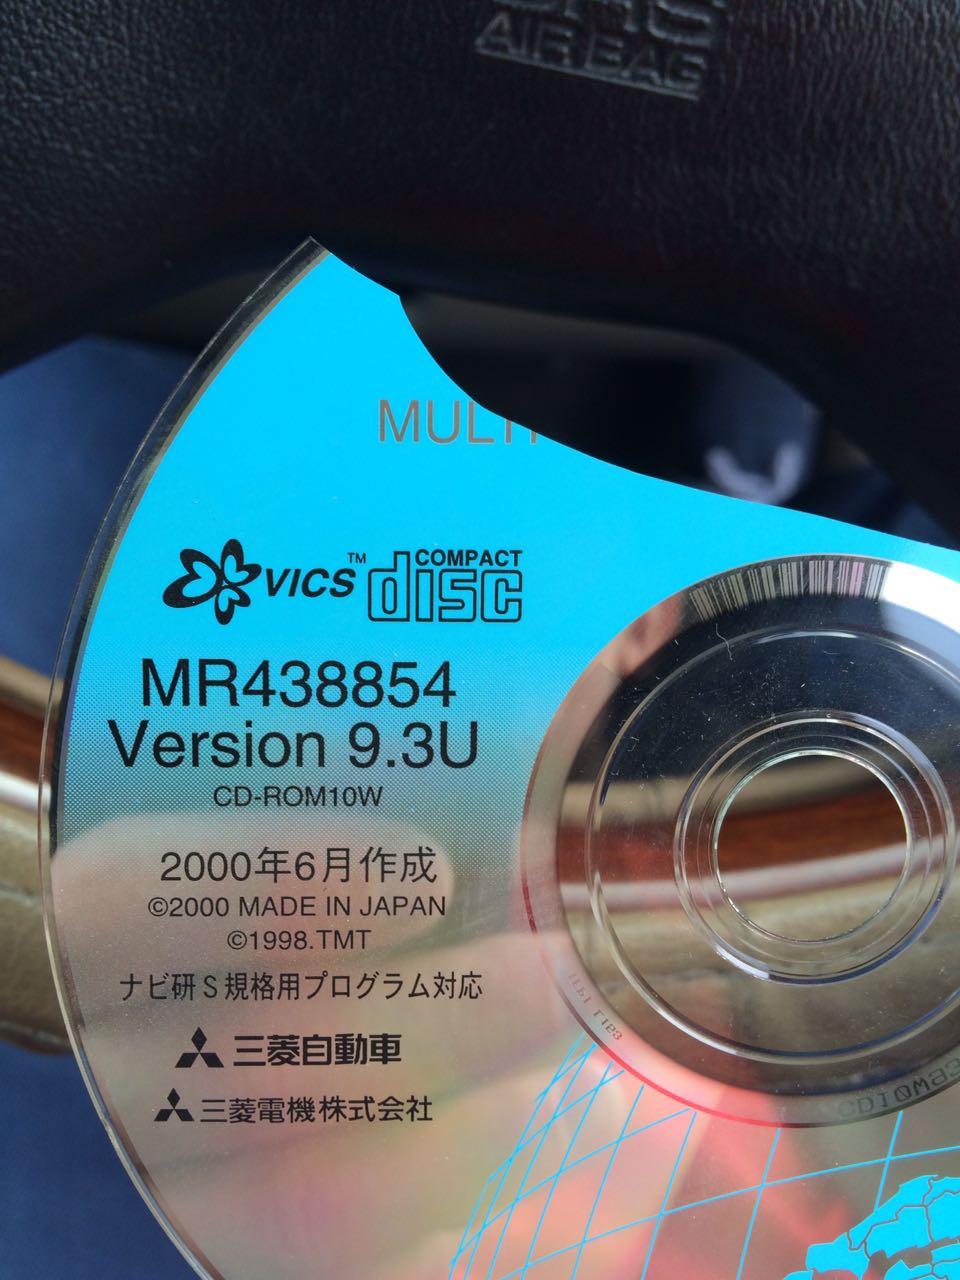 AIRBAG
MULTI
VICS™ COMPACT disc
MR438854
Version 9.3U
CD-ROM10W
2000年6月作成
©2000 MADE IN JAPAN
©1998.TMT
ナビ研S規格用プログラム対応
三菱自動車
三菱電機株式会社